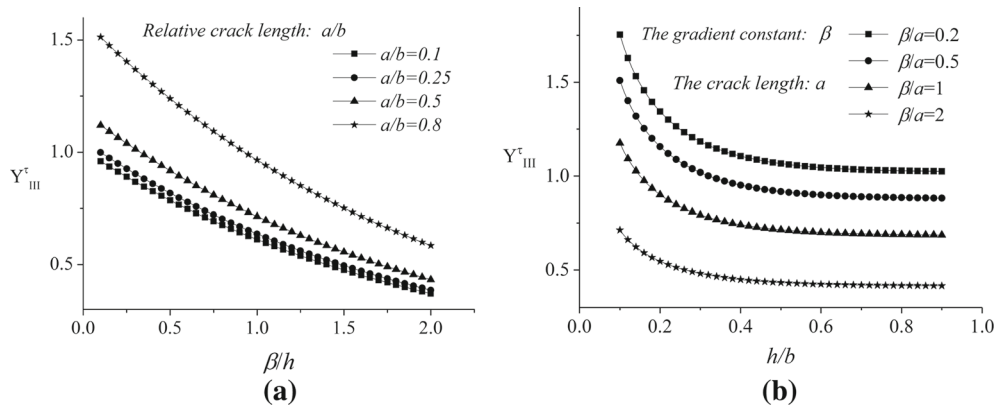 Relative crack length: a/b
a/b=0.1
a/b=0.25
a/b=0.5
a/b=0.8
1.5
1.0
0.5
Y^τ_III
0.0 0.5 1.0 1.5 2.0
β/h
(a)
The gradient constant: β
The crack length: a
β/a=0.2
β/a=0.5
β/a=1
β/a=2
1.5
1.0
0.5
Y^τ_III
0.0 0.2 0.4 0.6 0.8 1.0
h/b
(b)